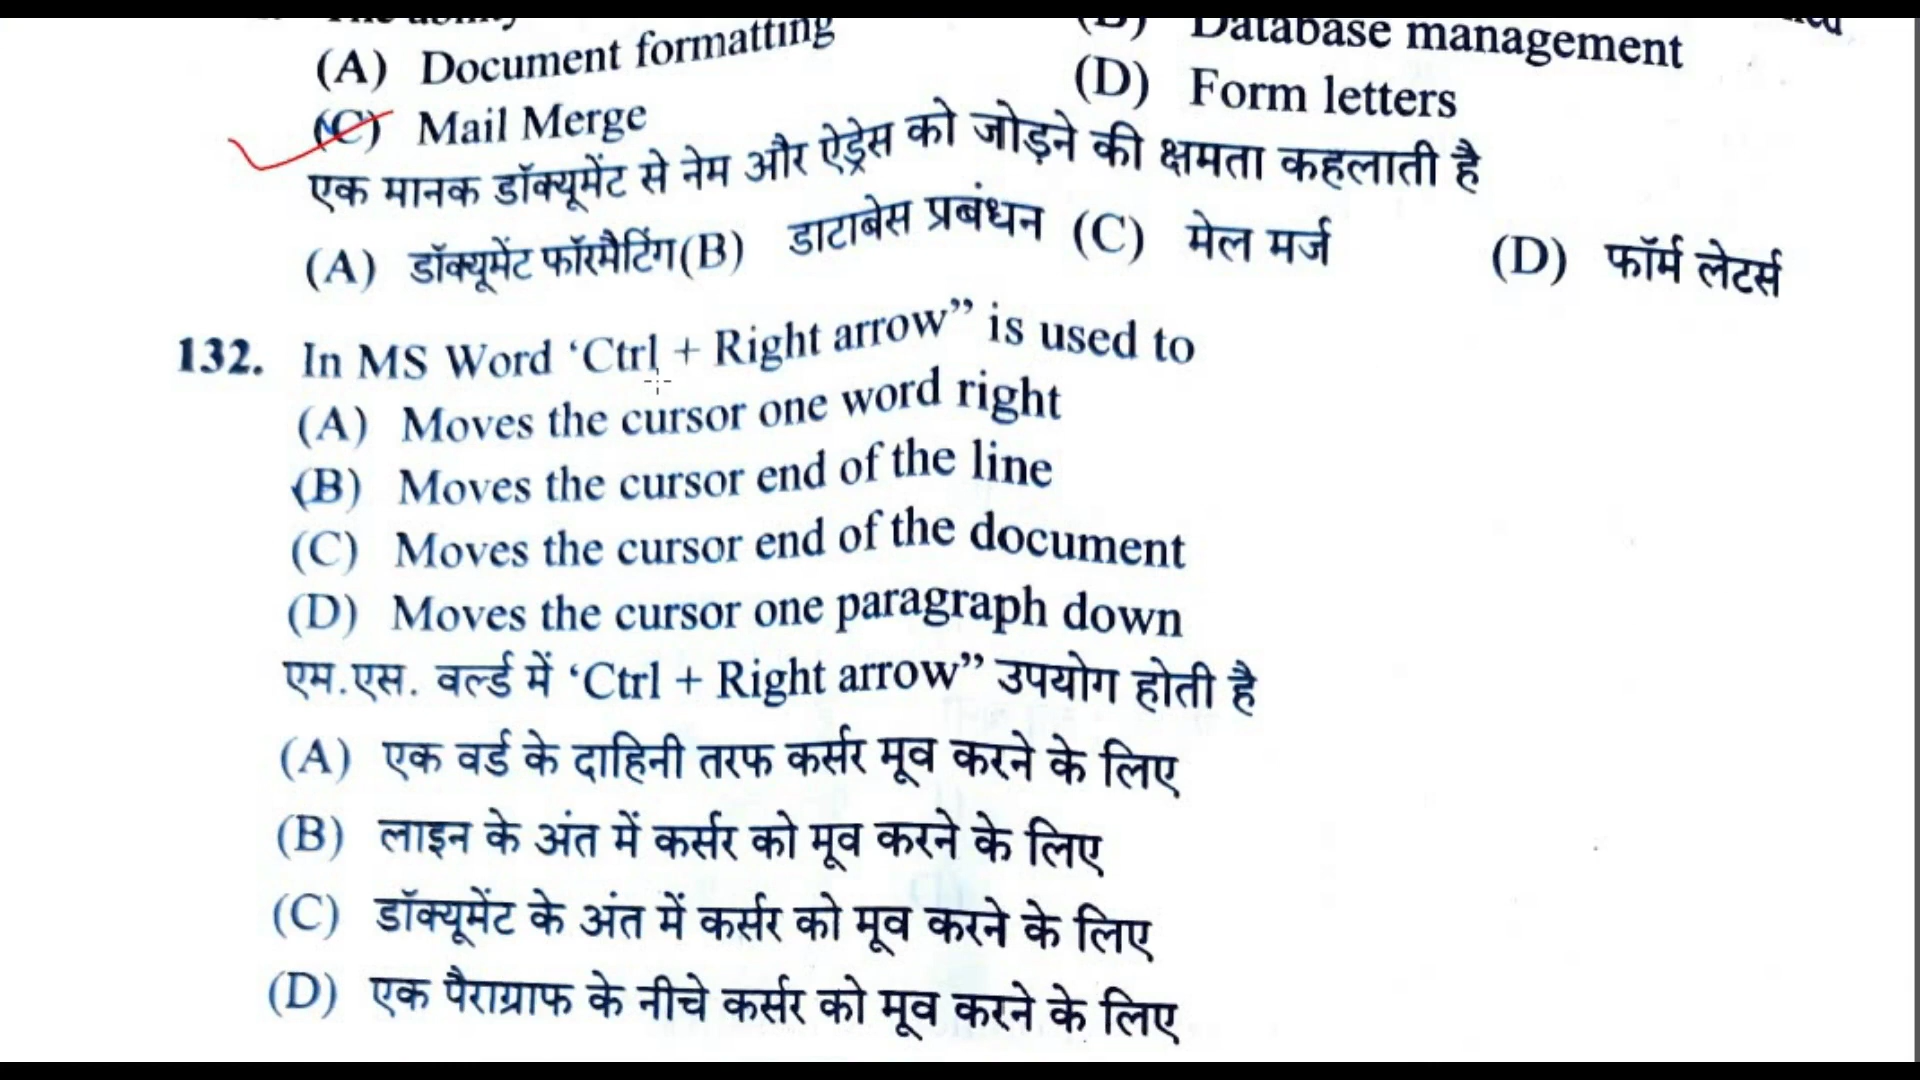 The ability
(A) Document formatting
(B) Database management
(C) Mail Merge
(D) Form letters
एक मानक डॉक्यूमेंट से नेम और ऐड्रेस को जोड़ने की क्षमता कहलाती है
(A) डॉक्यूमेंट फॉरमैटिंग (B) डाटाबेस प्रबंधन (C) मेल मर्ज (D) फॉर्म लेटर्स
132. In MS Word ‘Ctrl + Right arrow” is used to
(A) Moves the cursor one word right
(B) Moves the cursor end of the line
(C) Moves the cursor end of the document
(D) Moves the cursor one paragraph down
एम.एस. वर्ल्ड में ‘Ctrl + Right arrow” उपयोग होती है
(A) एक वर्ड के दाहिनी तरफ कर्सर मूव करने के लिए
(B) लाइन के अंत में कर्सर को मूव करने के लिए
(C) डॉक्यूमेंट के अंत में कर्सर को मूव करने के लिए
(D) एक पैराग्राफ के नीचे कर्सर को मूव करने के लिए